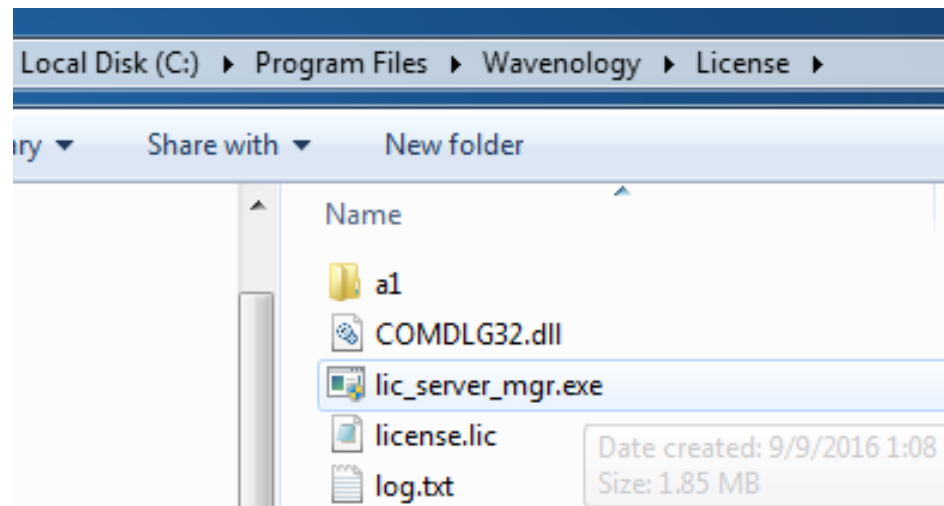 Local Disk (C:) ▸ Program Files ▸ Wavenology ▸ License ▸
Share with ▾ New folder
Name
a1
COMDLG32.dll
lic_server_mgr.exe
license.lic
Date created: 9/9/2016 1:08
log.txt
Size: 1.85 MB